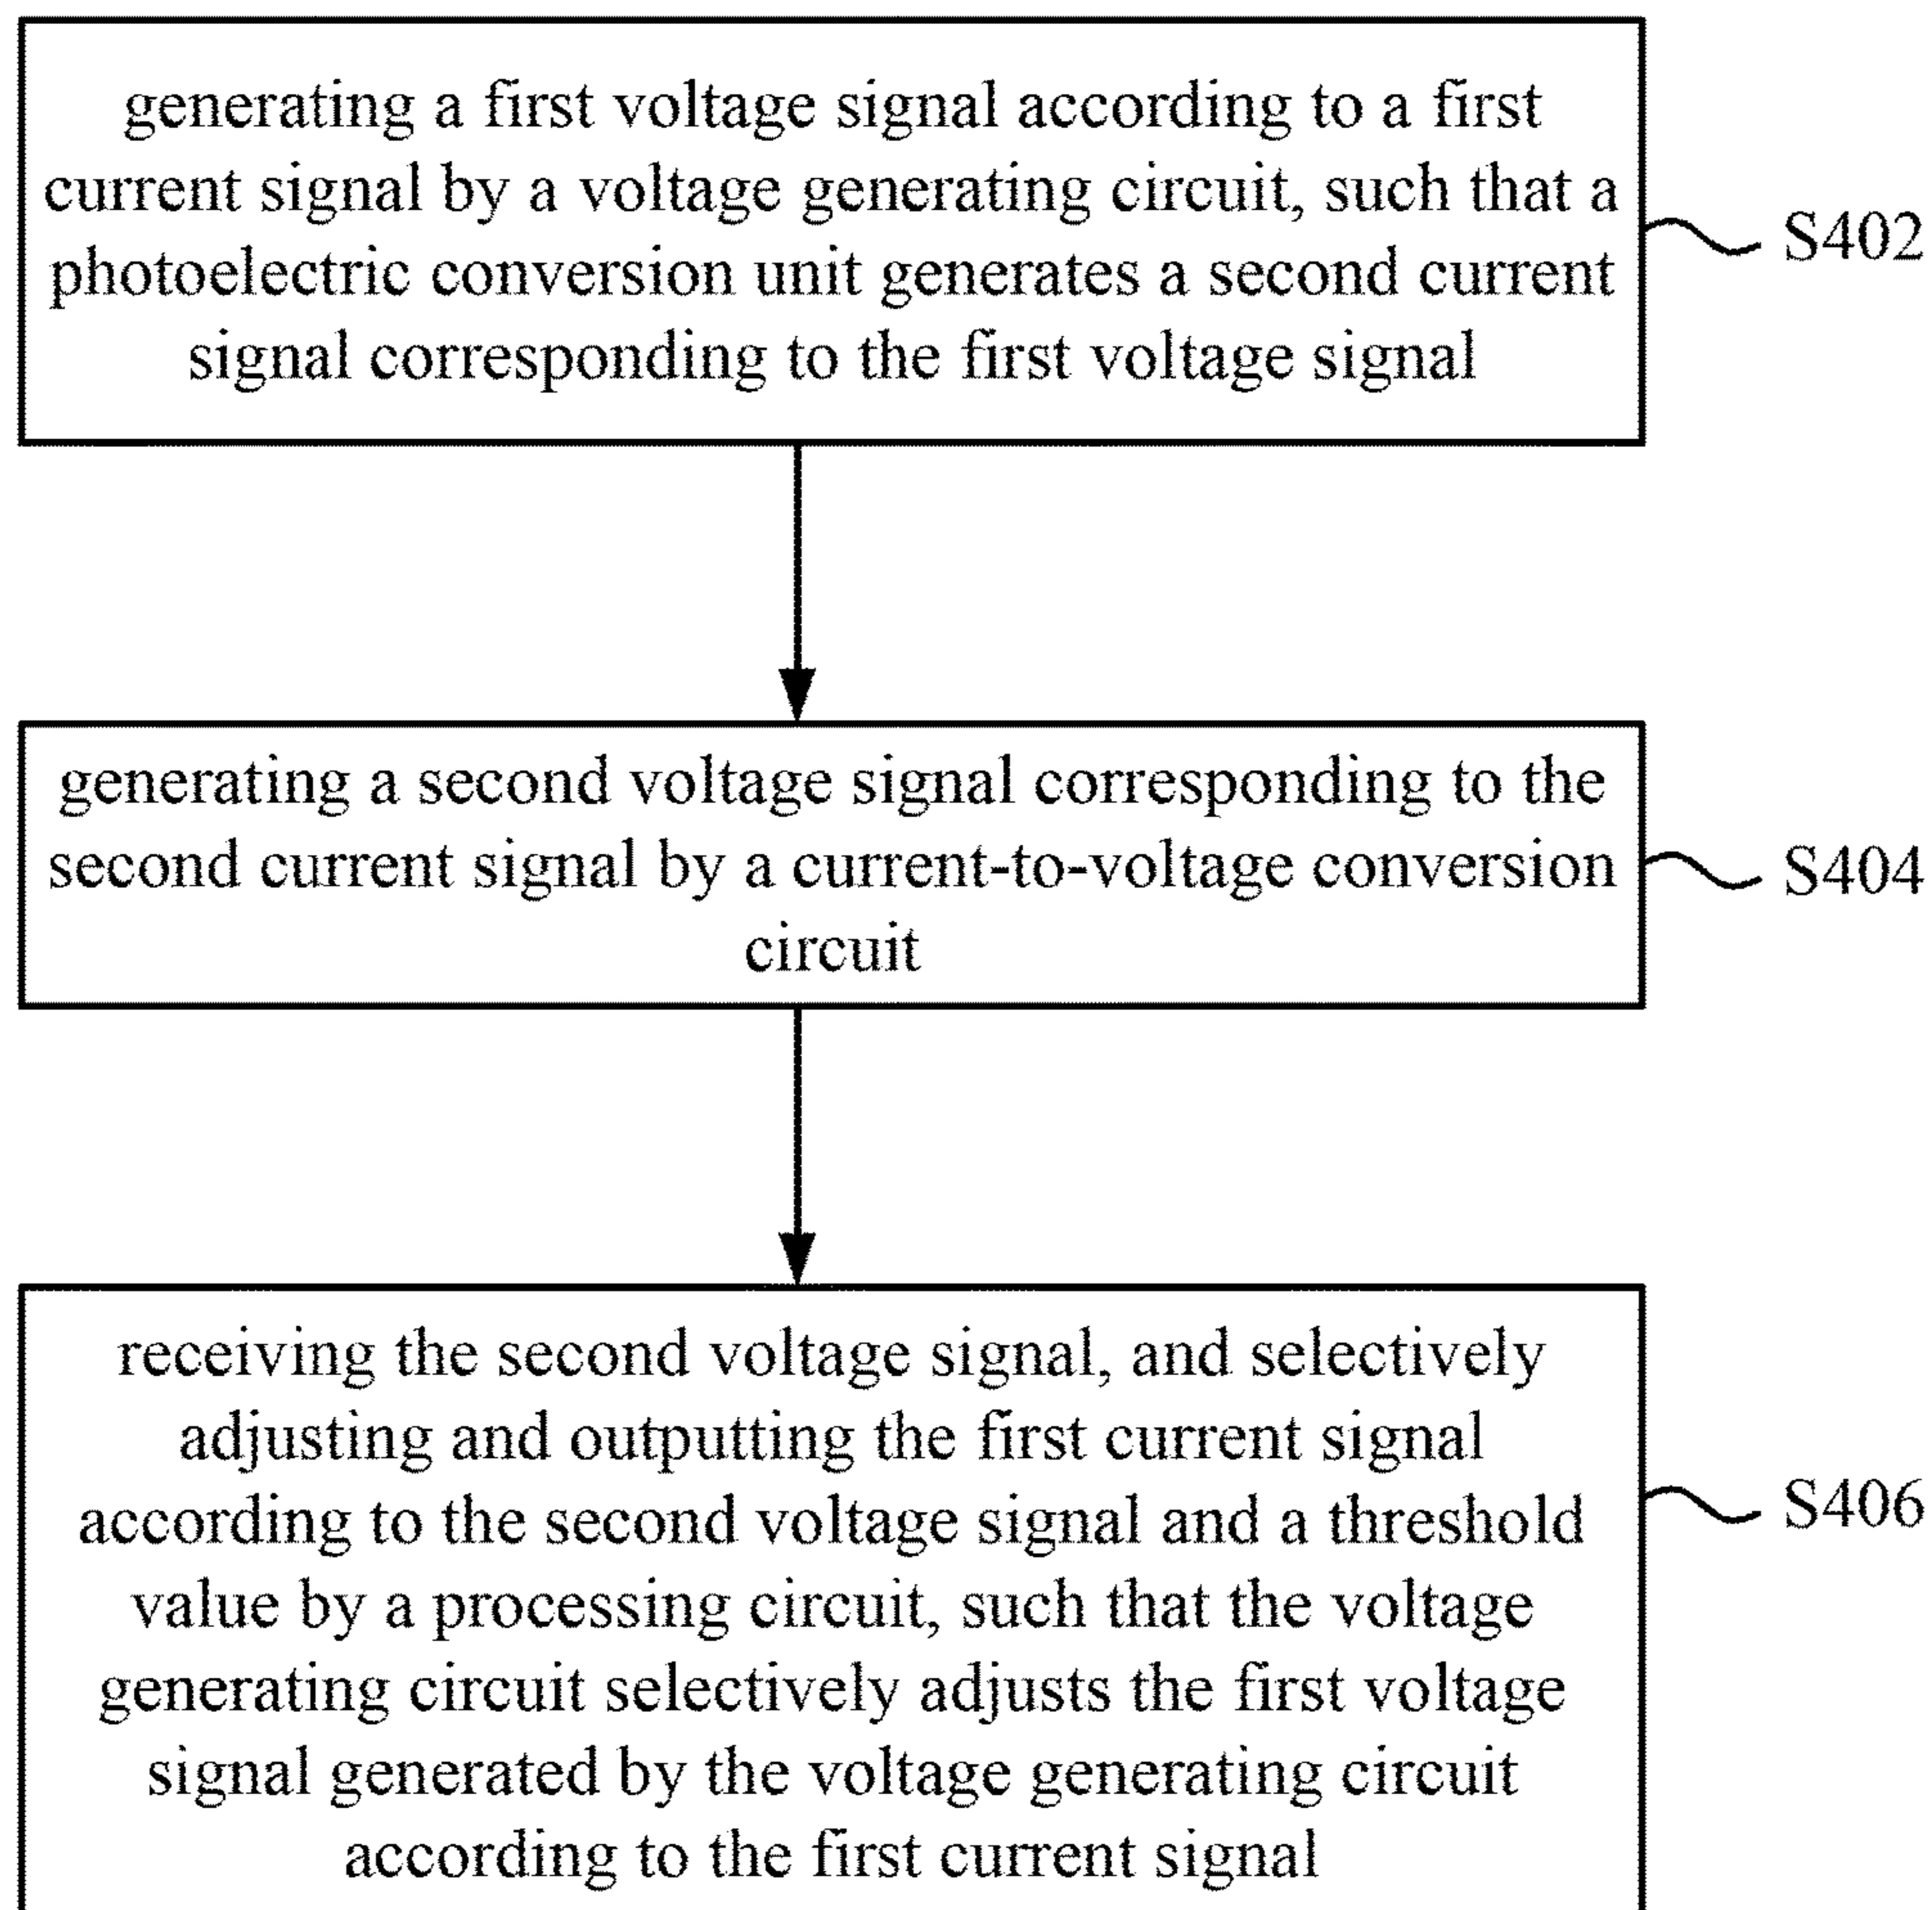 generating a first voltage signal according to a first
current signal by a voltage generating circuit, such that a
photoelectric conversion unit generates a second current
signal corresponding to the first voltage signal
S402
generating a second voltage signal corresponding to the
second current signal by a current-to-voltage conversion
circuit
S404
receiving the second voltage signal, and selectively
adjusting and outputting the first current signal
according to the second voltage signal and a threshold
value by a processing circuit, such that the voltage
generating circuit selectively adjusts the first voltage
signal generated by the voltage generating circuit
according to the first current signal
S406